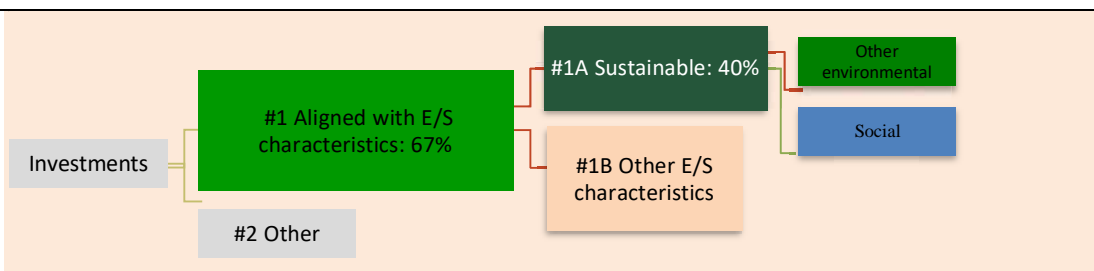 Investments
#1 Aligned with E/S
characteristics: 67%
#2 Other
#1A Sustainable: 40%
#1B Other E/S
characteristics
Other
environmental
Social